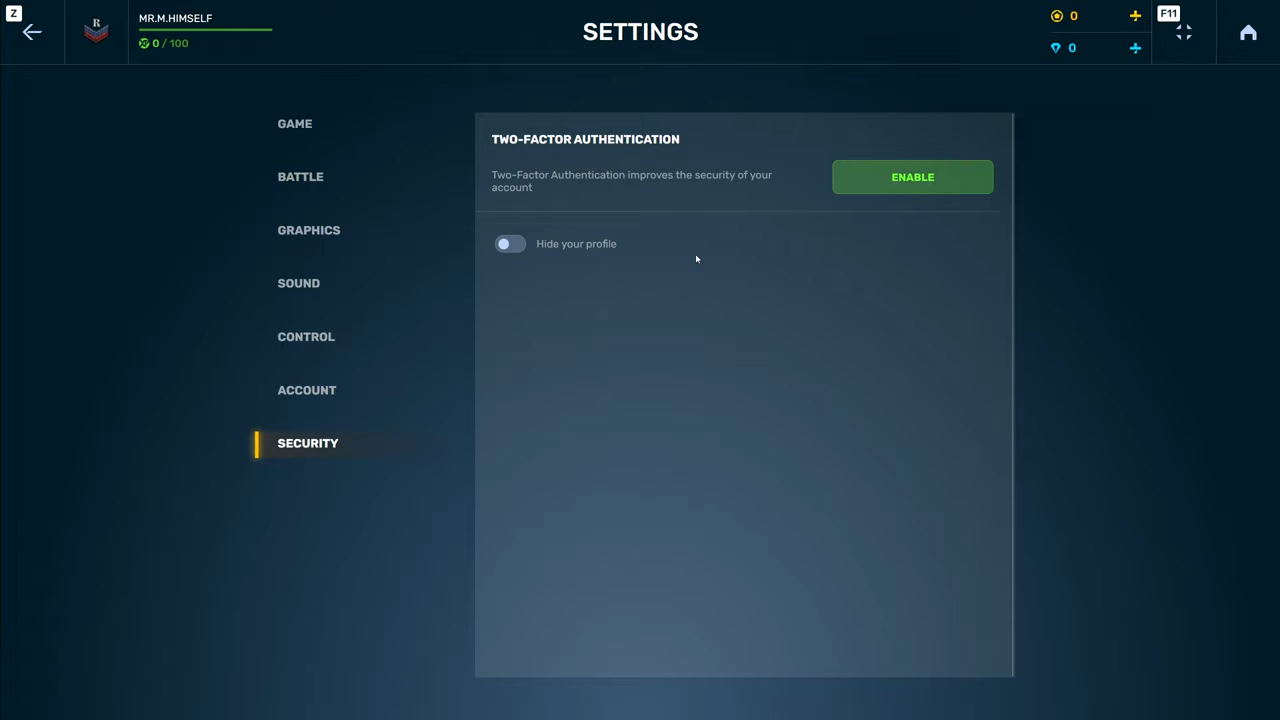 Z
R
MR.M.HIMSELF
0 / 100
SETTINGS
0
0
F11
GAME
BATTLE
GRAPHICS
SOUND
CONTROL
ACCOUNT
SECURITY
TWO-FACTOR AUTHENTICATION
Two-Factor Authentication improves the security of your
account
ENABLE
Hide your profile